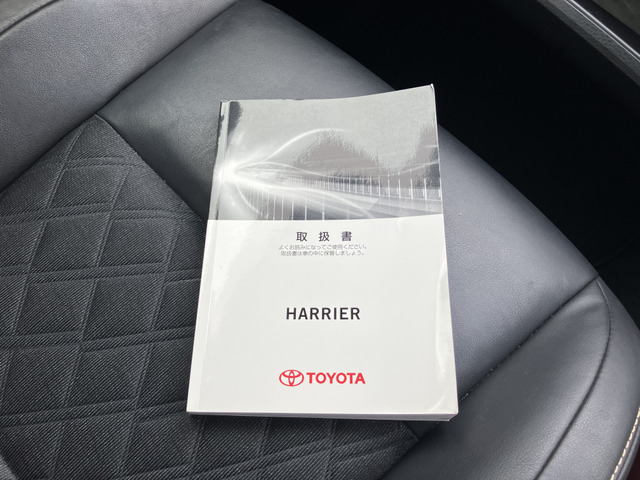 取扱書
よくお読みになってご使用ください。
取扱書は車の中に保管しましょう。
HARRIER
TOYOTA